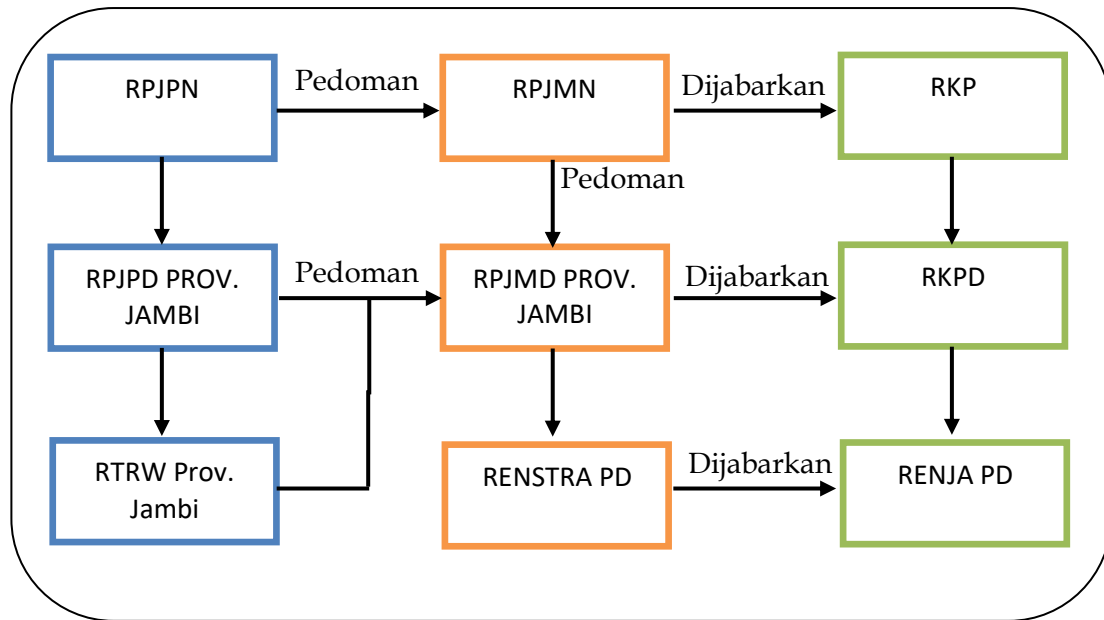 RPJPN
Pedoman
RPJMN
Dijabarkan
RKP
Pedoman
RPJPD PROV.
JAMBI
Pedoman
RPJMD PROV.
JAMBI
Dijabarkan
RKPD
RTRW Prov.
Jambi
RENSTRA PD
Dijabarkan
RENJA PD